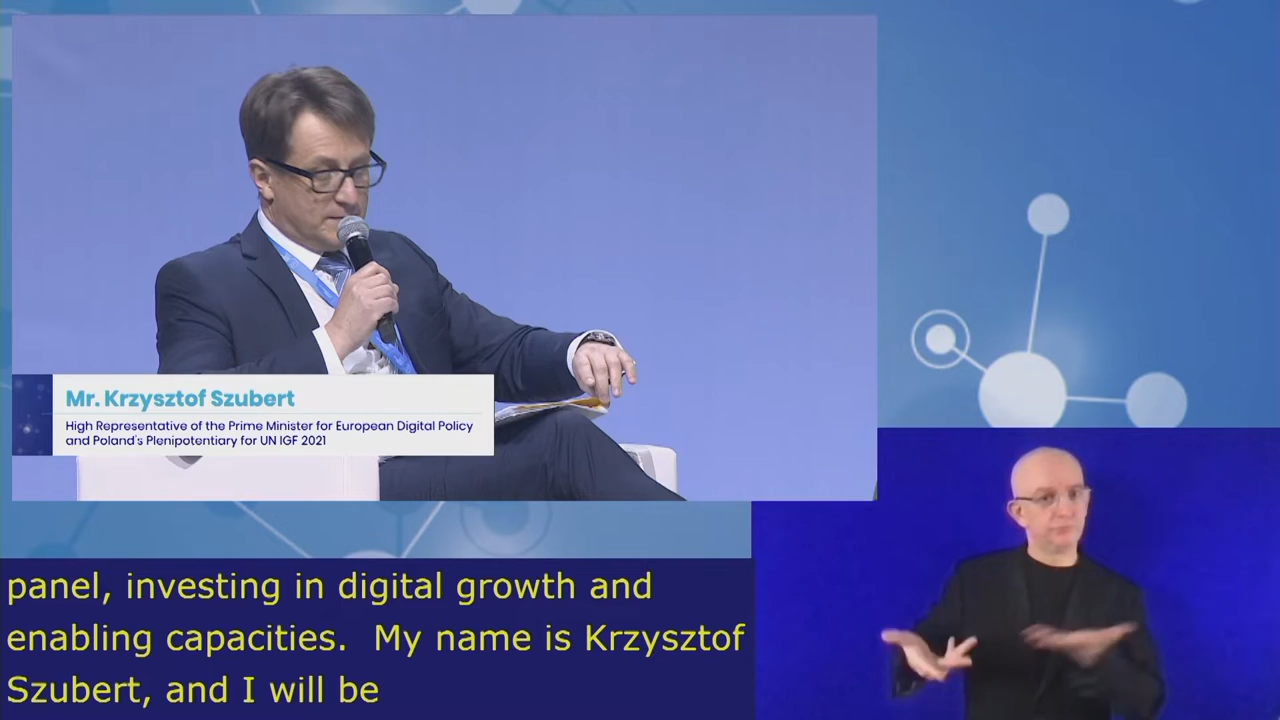 Mr. Krzysztof Szubert
High Representative of the Prime Minister for European Digital Policy
and Poland's Plenipotentiary for UN IGF 2021
panel, investing in digital growth and
enabling capacities.  My name is Krzysztof
Szubert, and I will be